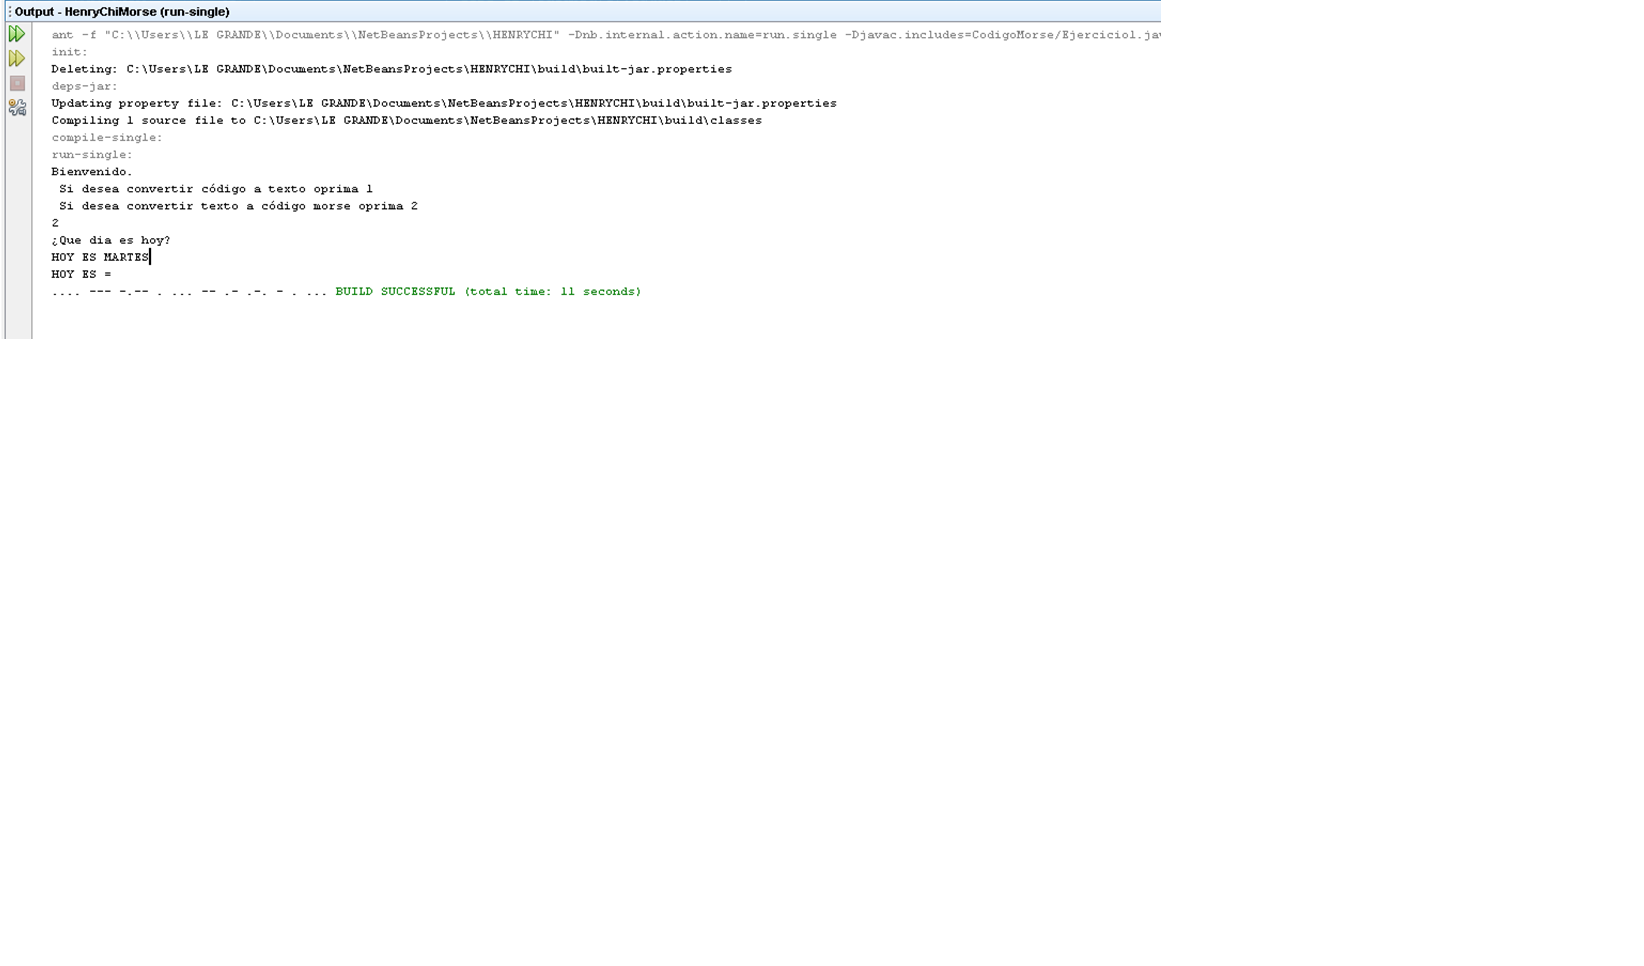 Output - HenryChiMorse (run-single)
ant -f "C:\\Users\\LE GRANDE\\Documents\\NetBeansProjects\\HENRYCHI" -Dnb.internal.action.name=run.single -Djavac.includes=CodigoMorse/Ejercicio1.jav
init:
Deleting: C:\Users\LE GRANDE\Documents\NetBeansProjects\HENRYCHI\build\built-jar.properties
deps-jar:
Updating property file: C:\Users\LE GRANDE\Documents\NetBeansProjects\HENRYCHI\build\built-jar.properties
Compiling 1 source file to C:\Users\LE GRANDE\Documents\NetBeansProjects\HENRYCHI\build\classes
compile-single:
run-single:
Bienvenido.
Si desea convertir código a texto oprima 1
Si desea convertir texto a código morse oprima 2
2
¿Que dia es hoy?
HOY ES MARTES
HOY ES =
.... --- -.-- . ... -- .- .-. - . ... BUILD SUCCESSFUL (total time: 11 seconds)